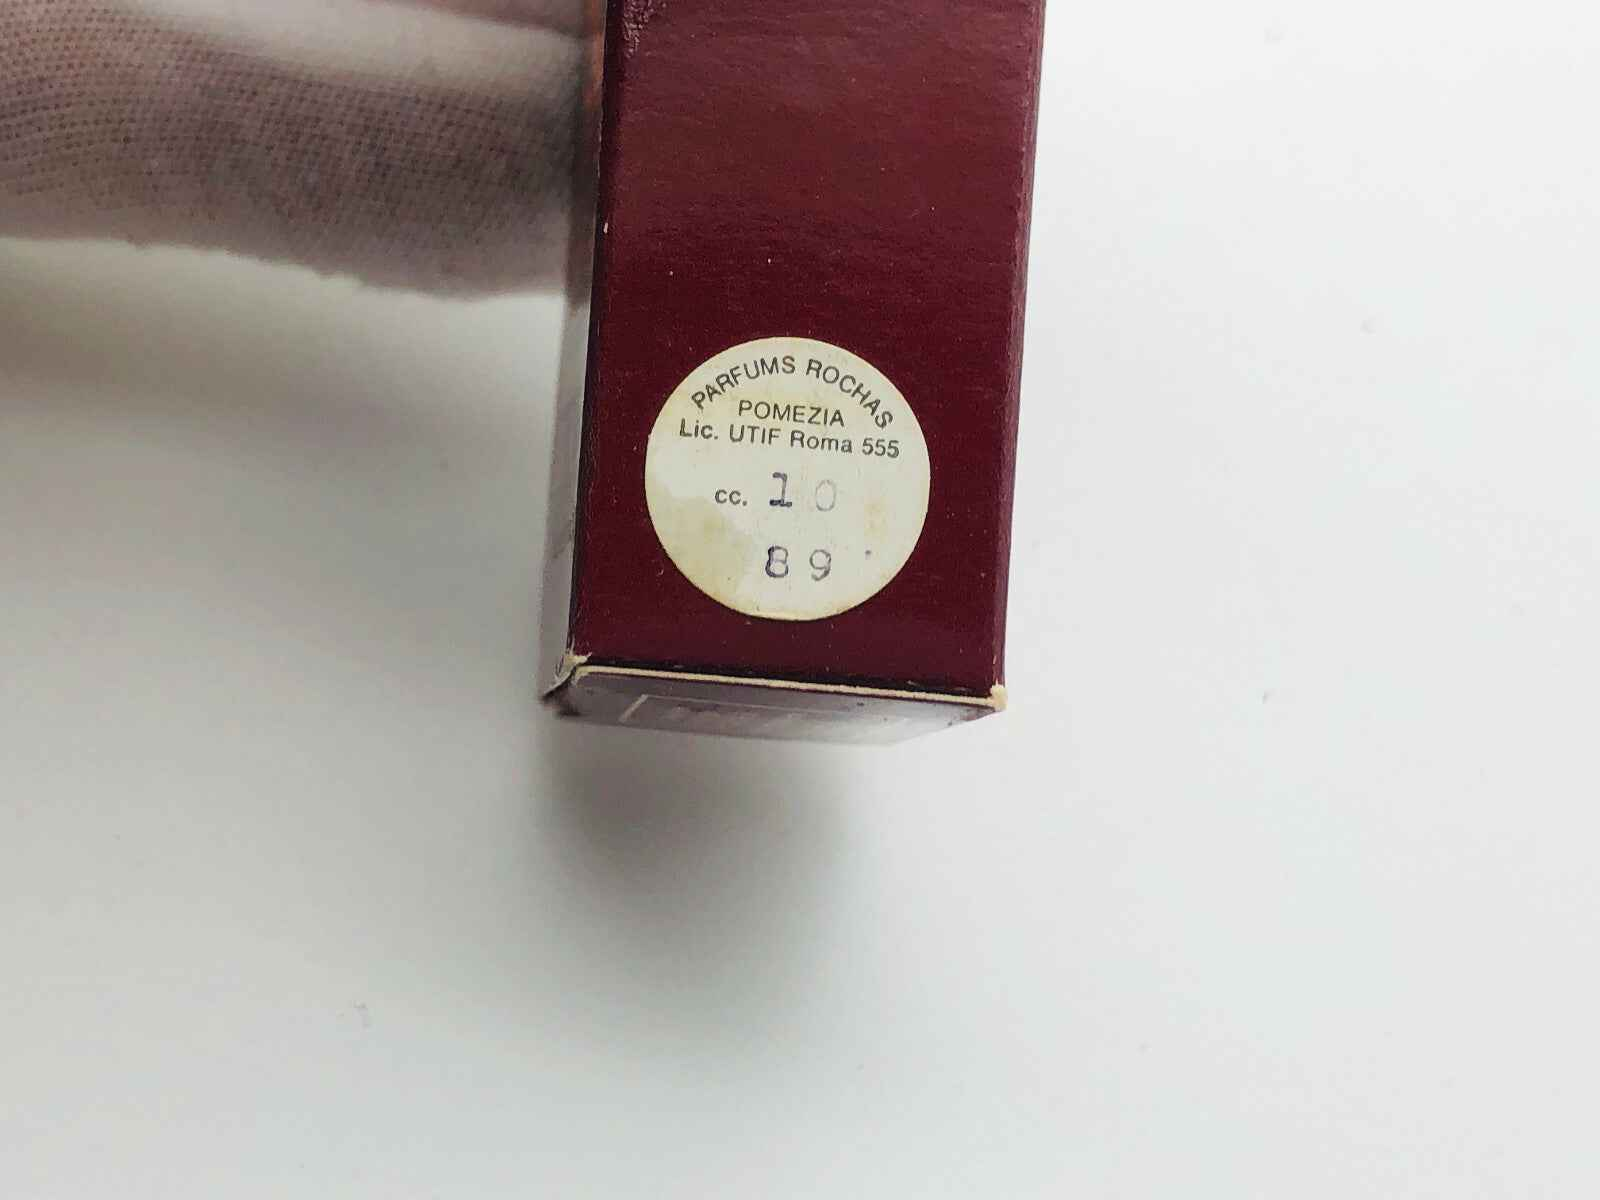 PARFUMS ROCHAS
POMEZIA
Lic. UTIF Roma 555
cc. 10
89